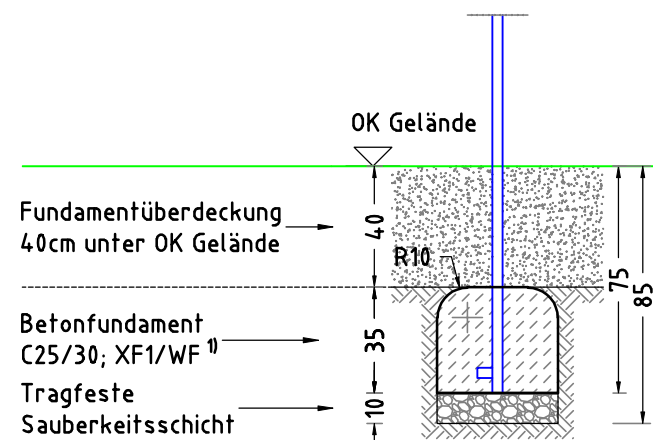 OK Gelände
Fundamentüberdeckung
40cm unter OK Gelände
40
R10
75
85
Betonfundament
C25/30; XF1/WF 1)
35
Tragfeste
Sauberkeitsschicht
10